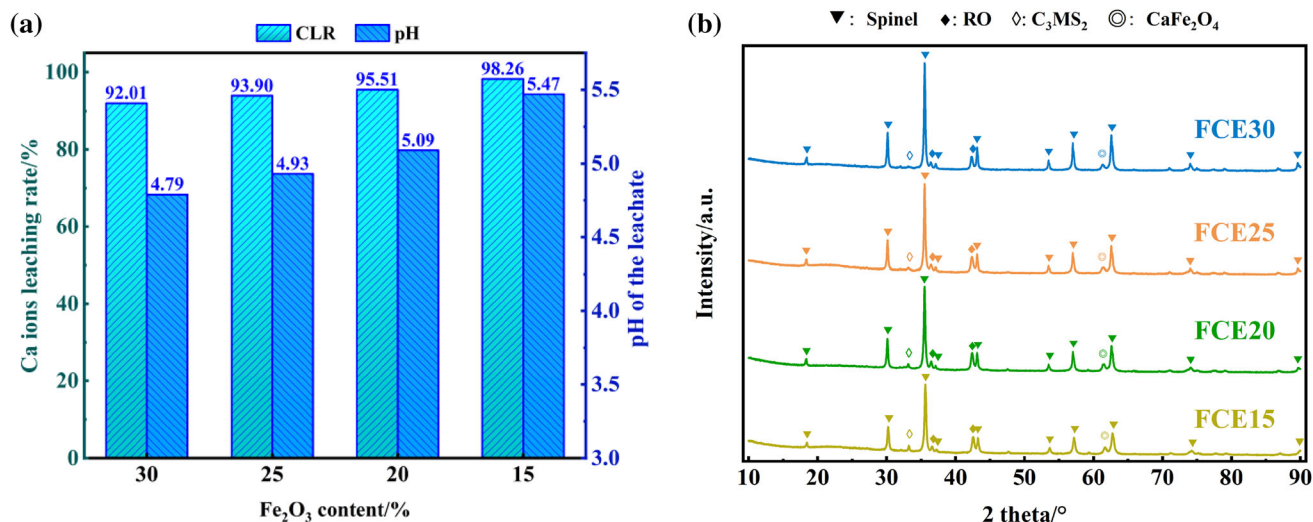 (a)
CLR pH
Ca ions leaching rate/%
100
80
60
40
20
0
92.01
93.90
95.51
98.26
4.79
4.93
5.09
5.47
5.5
5.0
4.5
4.0
3.5
3.0
pH of the leachate
30 25 20 15
Fe₂O₃ content/%
(b)
▼: Spinel ◆: RO ◊: C₃MS₂ ◎: CaFe₂O₄
Intensity/a.u.
FCE30
FCE25
FCE20
FCE15
10 20 30 40 50 60 70 80 90
2 theta/°